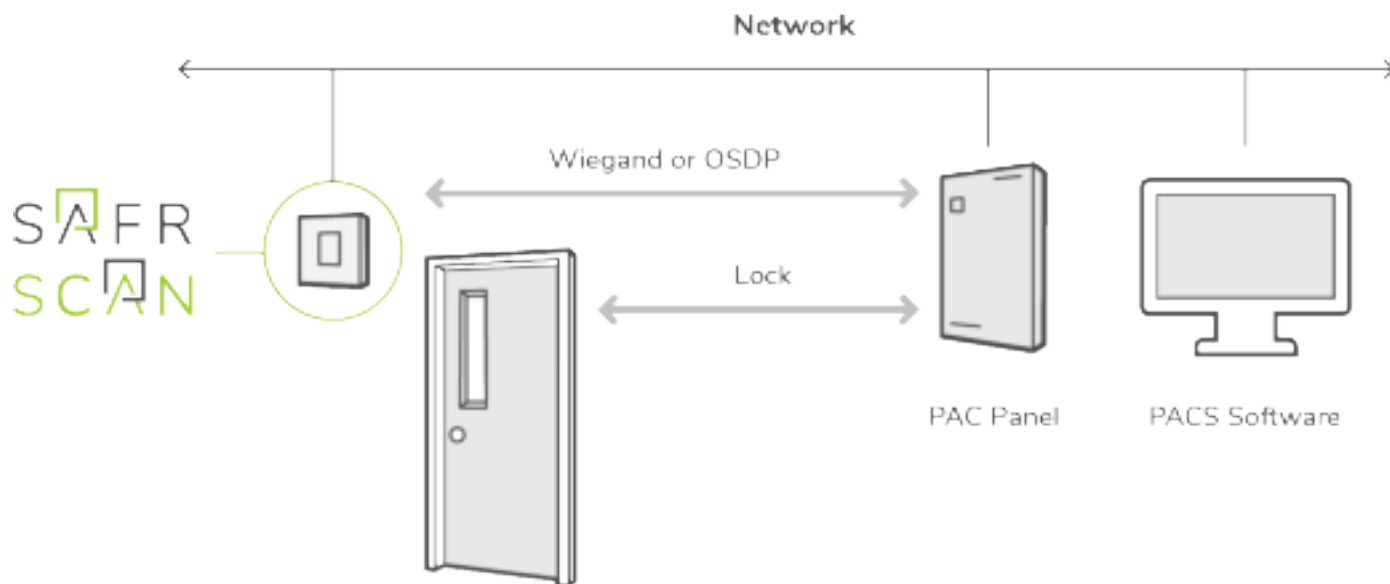 Network
Wiegand or OSDP
SAFR
SCAN
Lock
PAC Panel
PACS Software